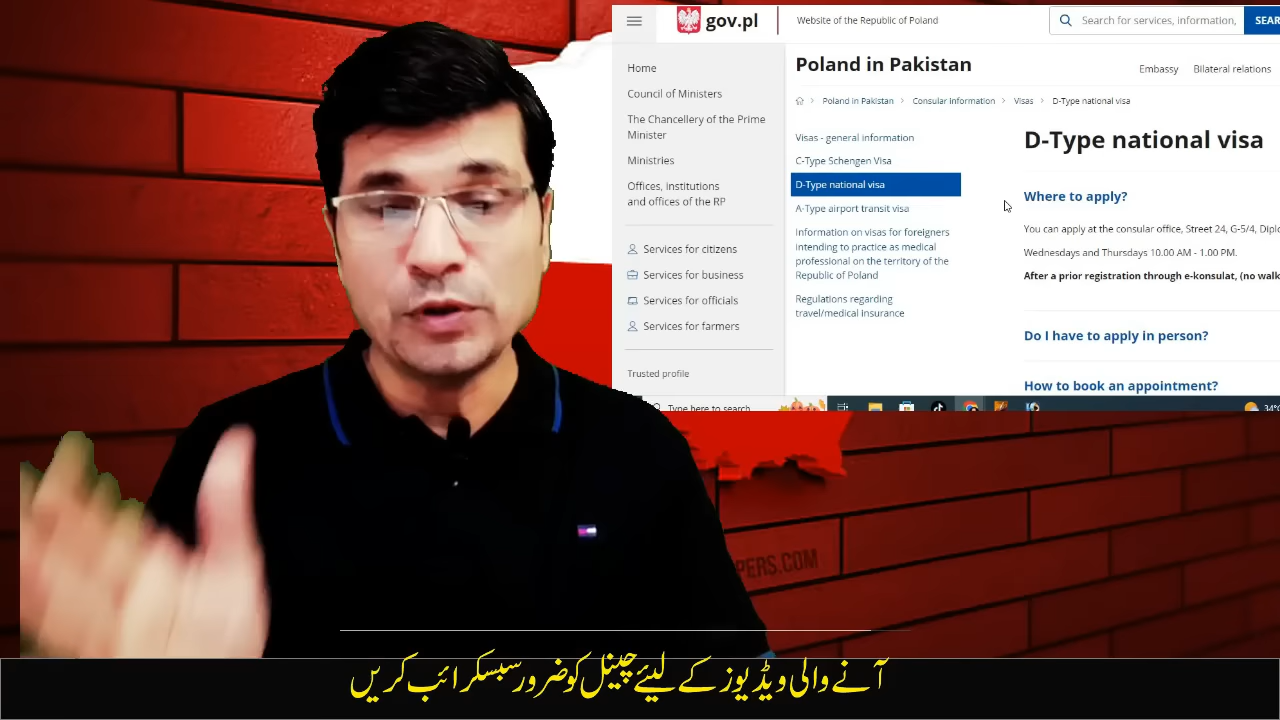 gov.pl
Website of the Republic of Poland
Search for services, information,
SEAR
Poland in Pakistan
Embassy
Bilateral relations
Home
Council of Ministers
The Chancellery of the Prime
Minister
Ministries
Offices, institutions
and offices of the RP
Services for citizens
Services for business
Services for officials
Services for farmers
Trusted profile
Poland in Pakistan
Consular information
Visas
D-Type national visa
Visas - general information
C-Type Schengen Visa
D-Type national visa
A-Type airport transit visa
Information on visas for foreigners
intending to practice as medical
professional on the territory of the
Republic of Poland
Regulations regarding
travel/medical insurance
D-Type national visa
Where to apply?
You can apply at the consular office, Street 24, G-5/4, Diplo
Wednesdays and Thursdays 10.00 AM - 1.00 PM.
After a prior registration through e-konsulat, (no walk
Do I have to apply in person?
How to book an appointment?
Type here to search
34°
PERS.COM
آنے والی ویڈیوز کے لیئے چینل کو ضرور سبسکرائب کریں